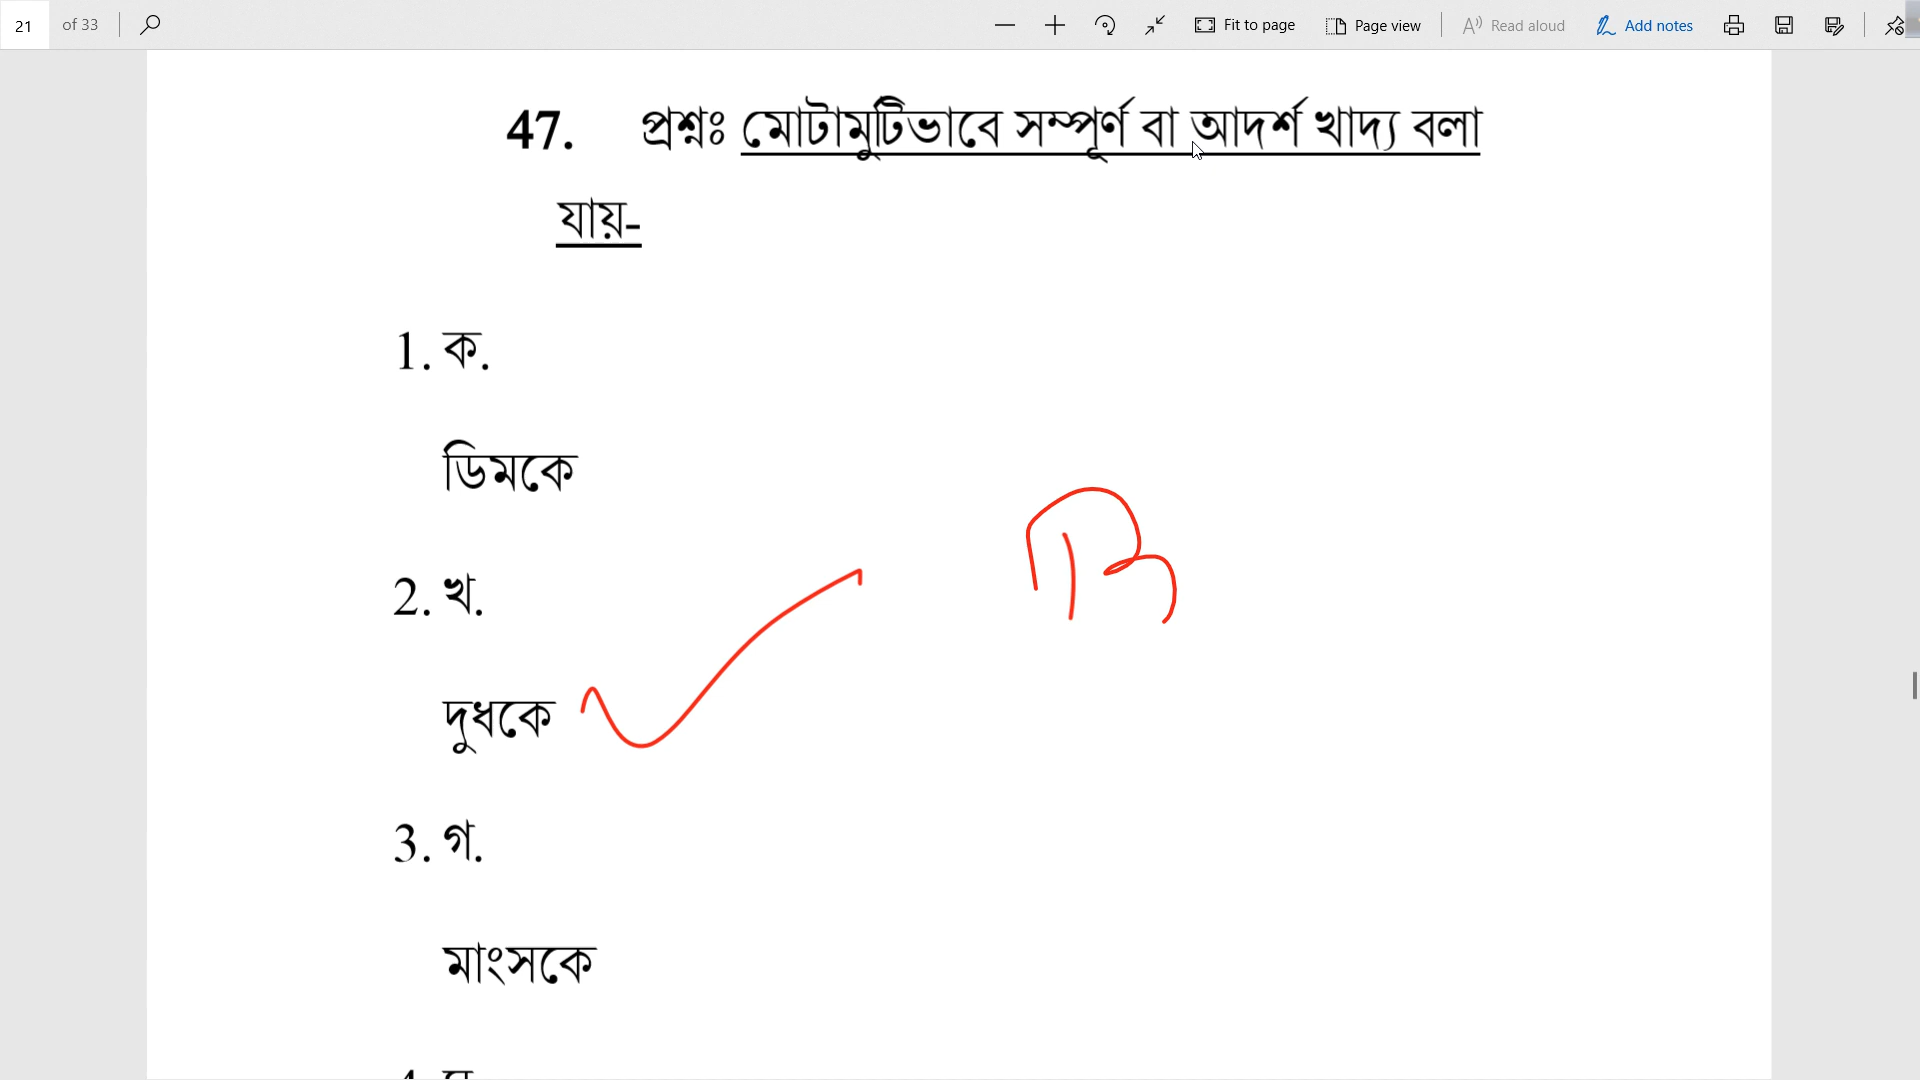 21 of 33 Fit to page Page view Read aloud Add notes
47. প্রশ্নঃ মোটামুটিভাবে সম্পূর্ণ বা আদর্শ খাদ্য বলা
যায়-
1. ক.
ডিমকে
2. খ.
দুধকে
3. গ.
মাংসকে